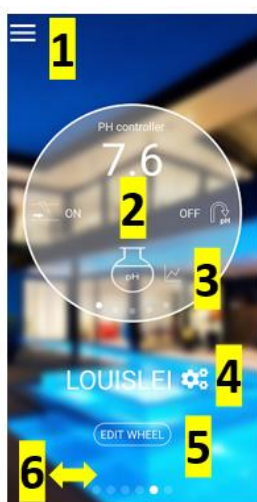 1
PH controller
7.6
2
ON
OFF
pH
pH
3
LOUISLEI
4
EDIT WHEEL
5
6